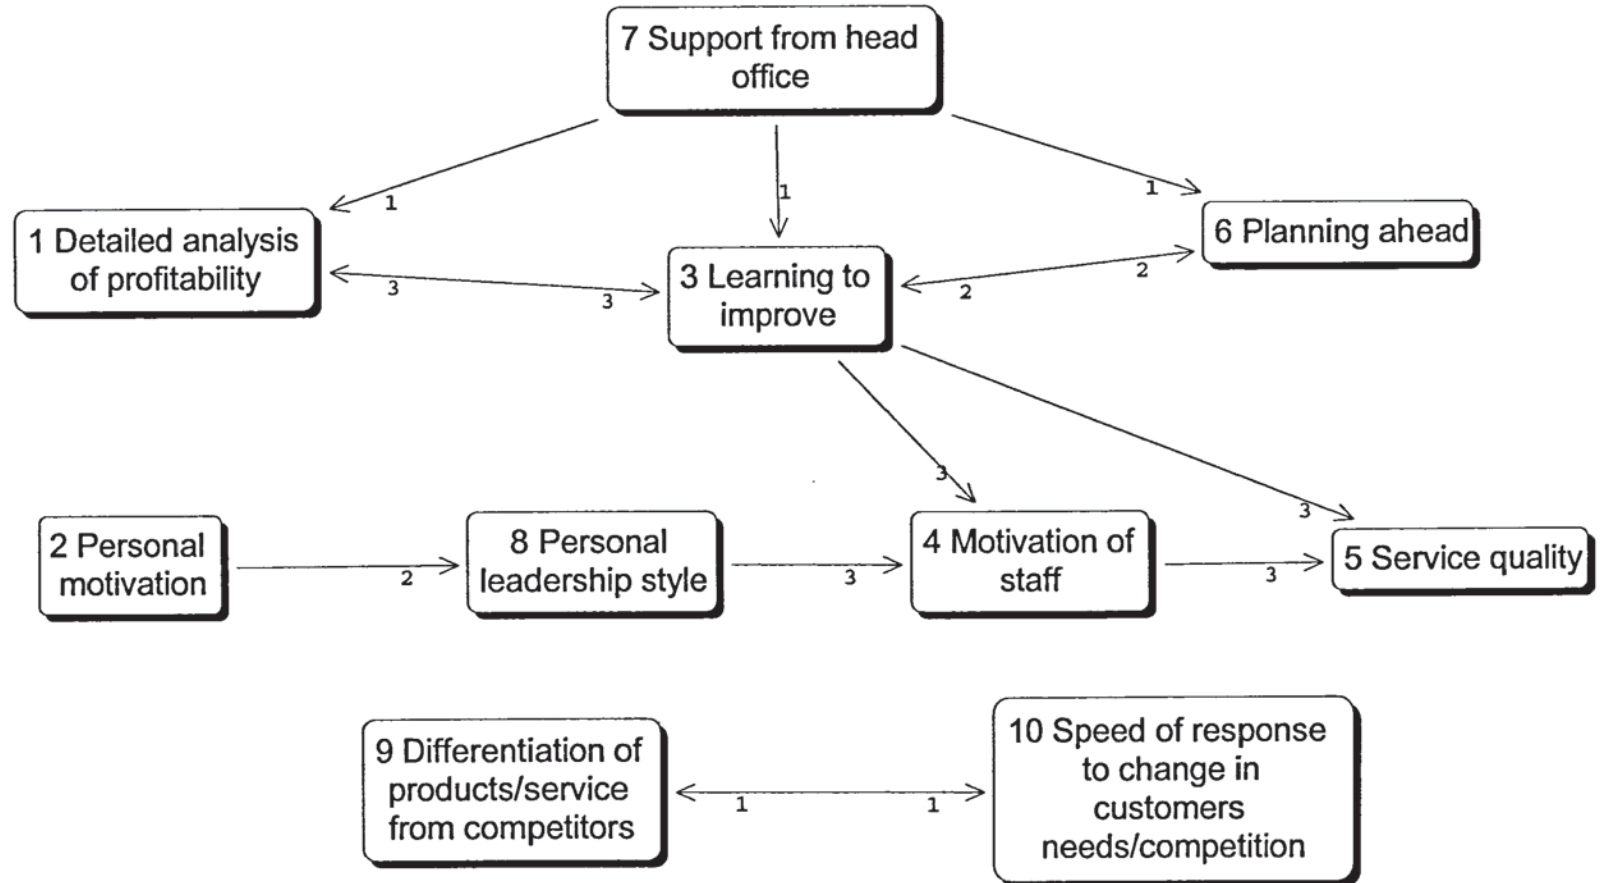 7 Support from head
office
1
1
1
1 Detailed analysis
of profitability
6 Planning ahead
3
3
3 Learning to
improve
2
2
3
3
2 Personal
motivation
2
8 Personal
leadership style
3
4 Motivation of
staff
3
5 Service quality
9 Differentiation of
products/service
from competitors
1
1
10 Speed of response
to change in
customers
needs/competition